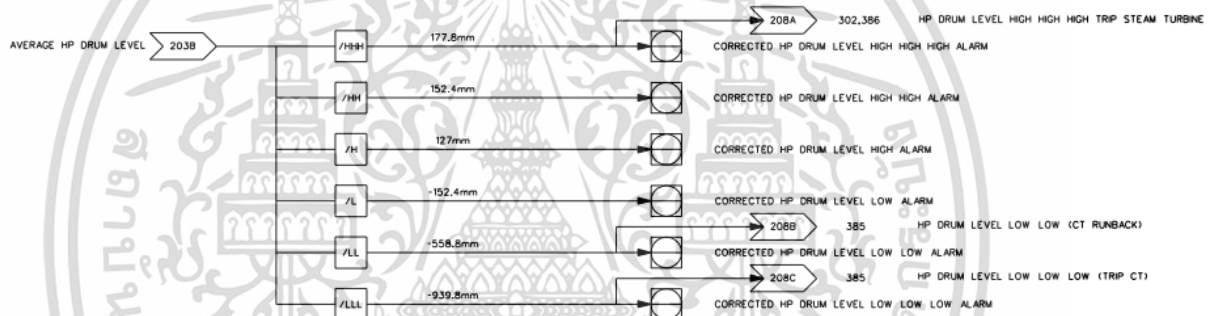 208A 302,386 HP DRUM LEVEL HIGH HIGH HIGH TRIP STEAM TURBINE
AVERAGE HP DRUM LEVEL 203B /HHH 177.8mm CORRECTED HP DRUM LEVEL HIGH HIGH HIGH ALARM
/HH 152.4mm CORRECTED HP DRUM LEVEL HIGH HIGH ALARM
/H 127mm CORRECTED HP DRUM LEVEL HIGH ALARM
/L -152.4mm CORRECTED HP DRUM LEVEL LOW ALARM
208B 385 HP DRUM LEVEL LOW LOW (CT RUNBACK)
/LL -558.8mm CORRECTED HP DRUM LEVEL LOW LOW ALARM
208C 385 HP DRUM LEVEL LOW LOW LOW (TRIP CT)
/LLL -939.8mm CORRECTED HP DRUM LEVEL LOW LOW LOW ALARM